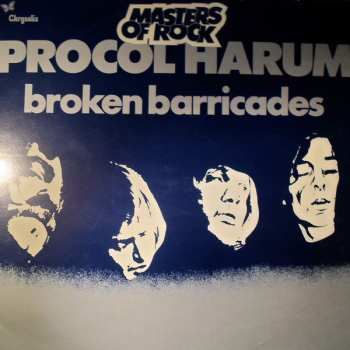 Chrysalis
MASTERS
OF ROCK
PROCOL HARUM
broken barricades